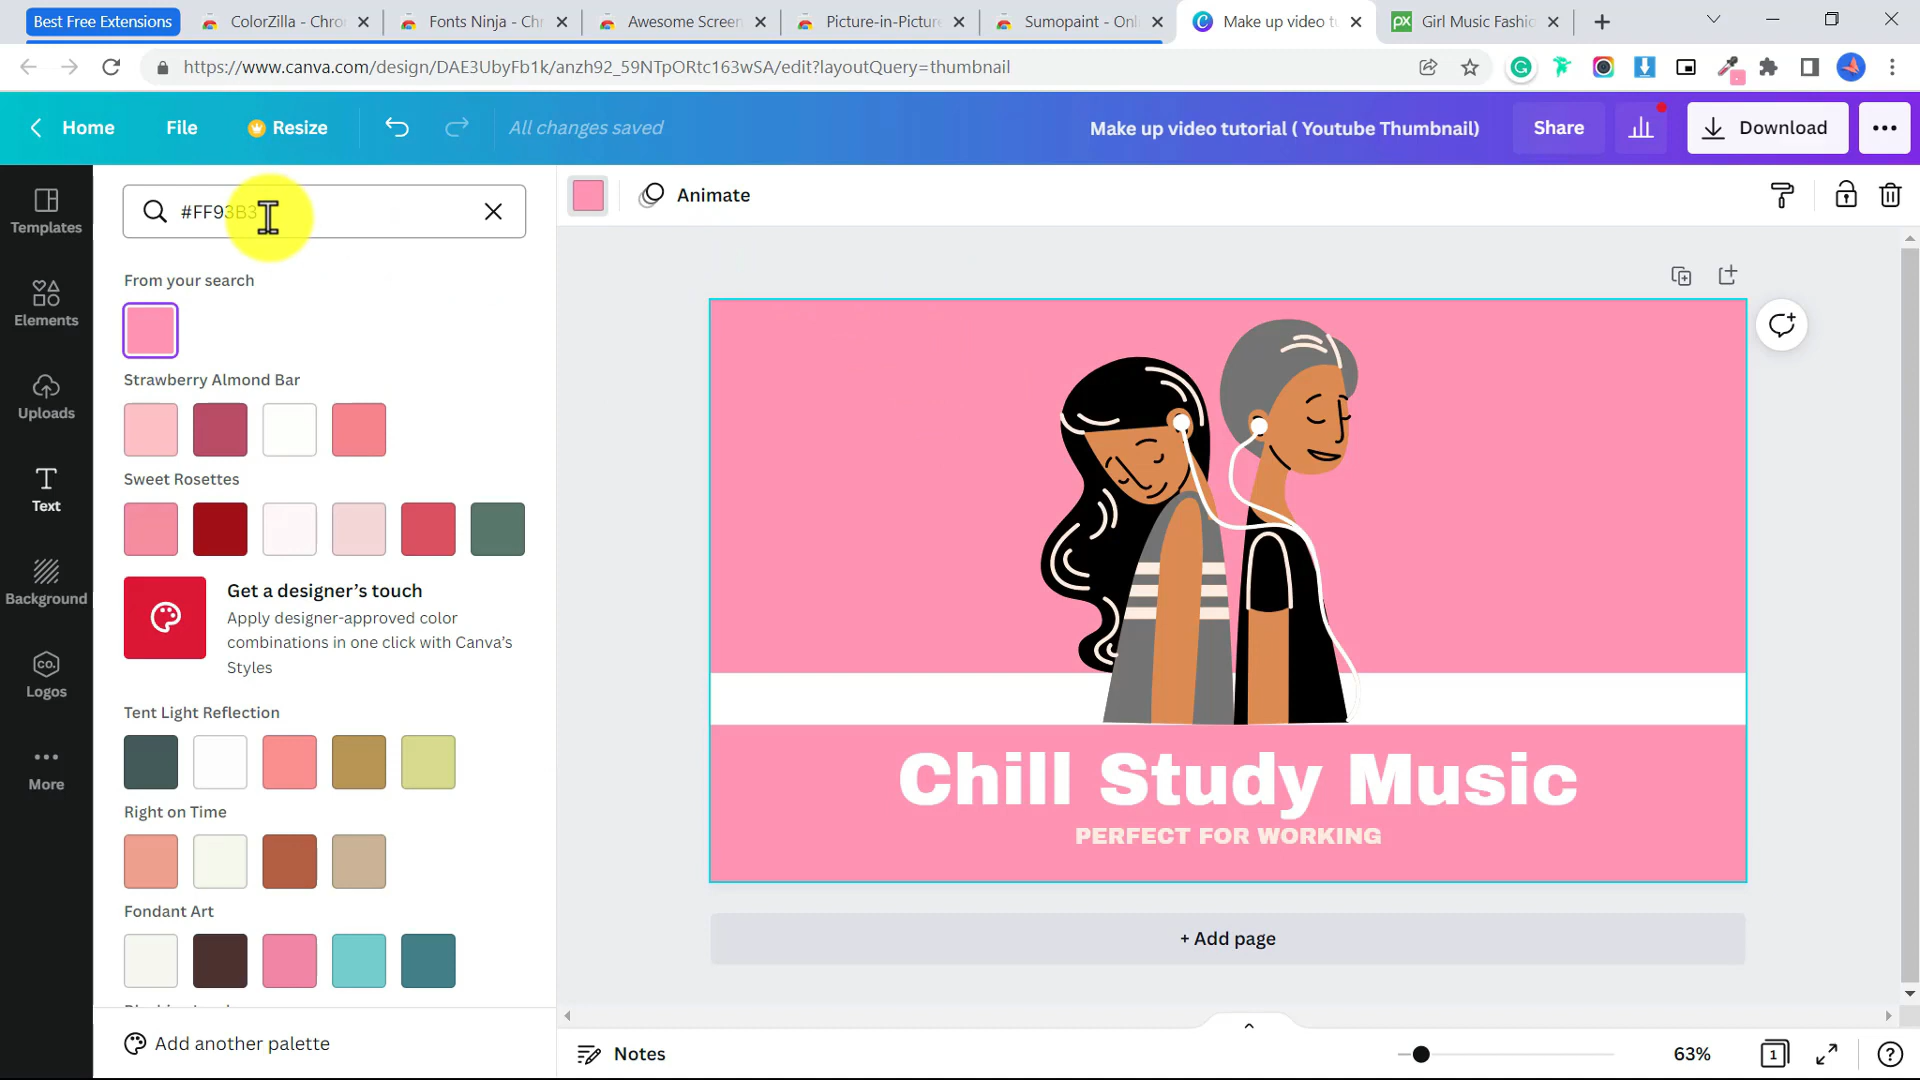 Best Free Extensions
ColorZilla - Chro
Fonts Ninja - Ch
Awesome Screen
Picture-in-Picture
Sumopaint - Onl
Make up video tu
Girl Music Fashio
https://www.canva.com/design/DAE3UbyFb1k/anzh92_59NTpORtc163wSA/edit?layoutQuery=thumbnail
Home
File
Resize
All changes saved
Make up video tutorial ( Youtube Thumbnail)
Share
Download
Templates
Elements
Uploads
Text
Background
CO.
Logos
More
#FF93B3
From your search
Strawberry Almond Bar
Sweet Rosettes
Get a designer’s touch
Apply designer-approved color
combinations in one click with Canva’s
Styles
Tent Light Reflection
Right on Time
Fondant Art
Add another palette
Animate
Chill Study Music
PERFECT FOR WORKING
+ Add page
Notes
63%
1